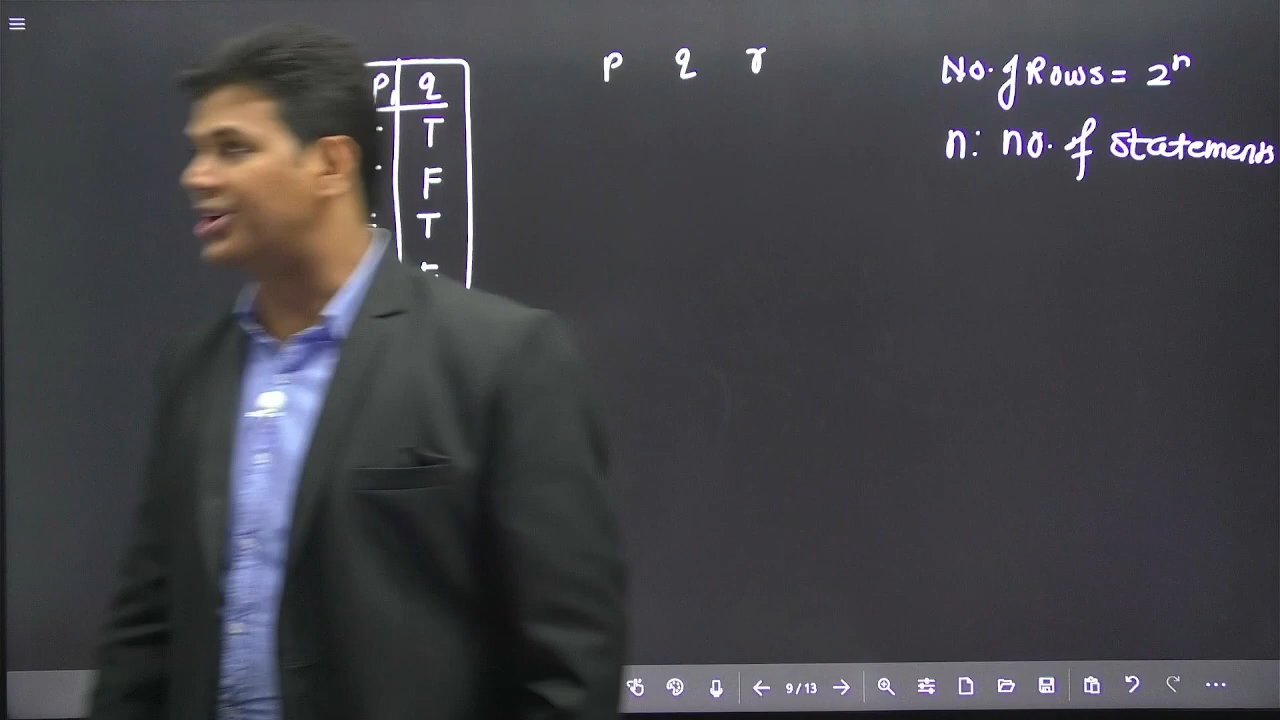 p q
T
F
T
F
p q r
No. of Rows = 2ⁿ
n: no. of statements
9/13